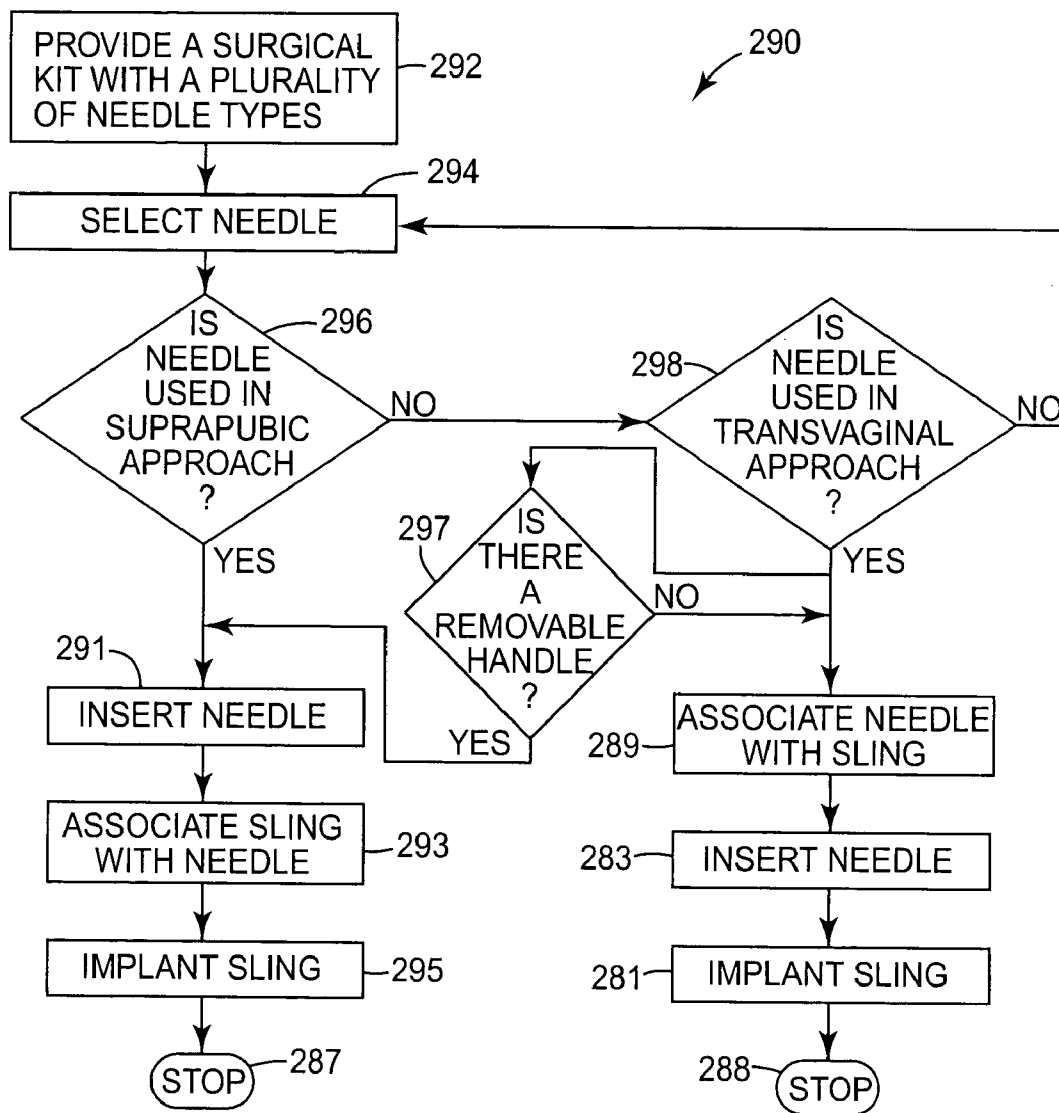 PROVIDE A SURGICAL
KIT WITH A PLURALITY
OF NEEDLE TYPES
292
290
294
SELECT NEEDLE
296
IS
NEEDLE
USED IN
SUPRAPUBIC
APPROACH
?
NO
YES
298
IS
NEEDLE
USED IN
TRANSVAGINAL
APPROACH
?
NO
YES
297
IS
THERE
A
REMOVABLE
HANDLE
?
NO
YES
291
INSERT NEEDLE
ASSOCIATE SLING
WITH NEEDLE
293
IMPLANT SLING
295
287
STOP
289
ASSOCIATE NEEDLE
WITH SLING
283
INSERT NEEDLE
281
IMPLANT SLING
288
STOP